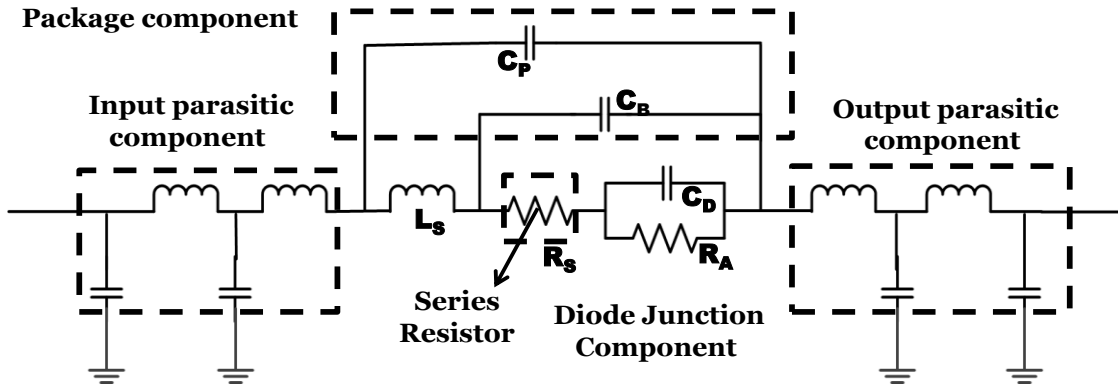 Package component
C_P
C_B
Input parasitic
component
Output parasitic
component
L_S
R_S
C_D
R_A
Series
Resistor
Diode Junction
Component